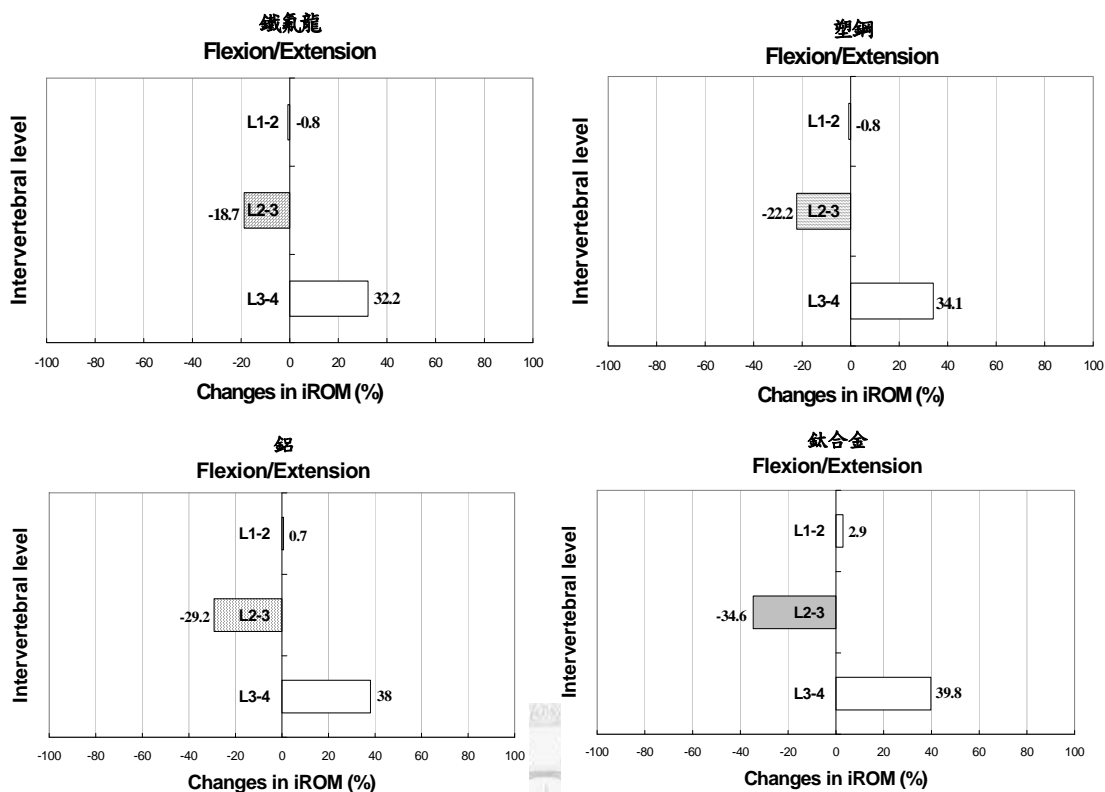 鐵氟龍
Flexion/Extension
Intervertebral level
L1-2
-0.8
L2-3
-18.7
L3-4
32.2
-100 -80 -60 -40 -20 0 20 40 60 80 100
Changes in iROM (%)
塑鋼
Flexion/Extension
Intervertebral level
L1-2
-0.8
L2-3
-22.2
L3-4
34.1
-100 -80 -60 -40 -20 0 20 40 60 80 100
Changes in iROM (%)
鋁
Flexion/Extension
Intervertebral level
L1-2
0.7
L2-3
-29.2
L3-4
38
-100 -80 -60 -40 -20 0 20 40 60 80 100
Changes in iROM (%)
鈦合金
Flexion/Extension
Intervertebral level
L1-2
2.9
L2-3
-34.6
L3-4
39.8
-100 -80 -60 -40 -20 0 20 40 60 80 100
Changes in iROM (%)